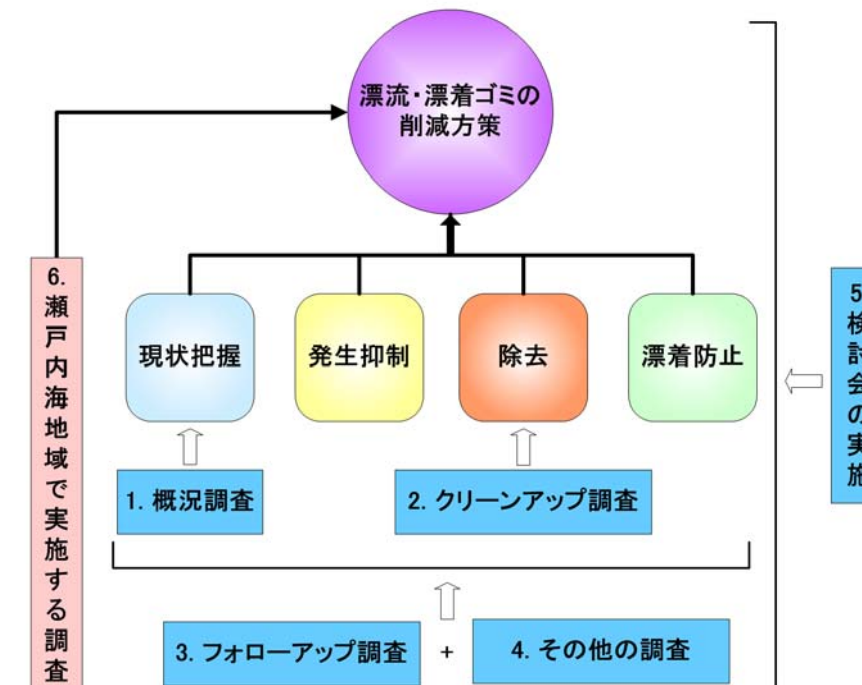 漂流・漂着ゴミの
削減方策
現状把握
発生抑制
除去
漂着防止
1. 概況調査
2. クリーンアップ調査
3. フォローアップ調査
+
4. その他の調査
5
検討会の実施
6.
瀬戸内海地域で実施する調査